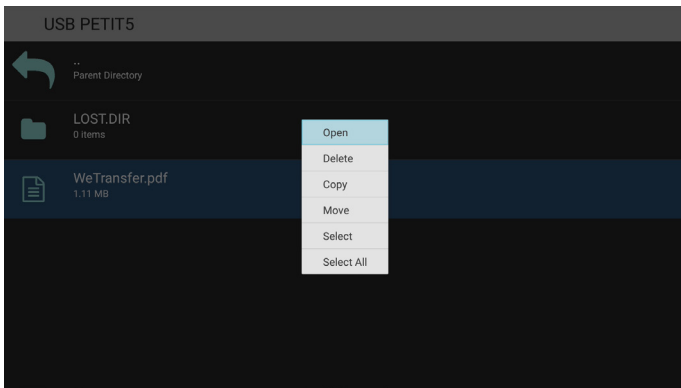 USB PETIT5
..
Parent Directory
LOST.DIR
0 items
WeTransfer.pdf
1.11 MB
Open
Delete
Copy
Move
Select
Select All